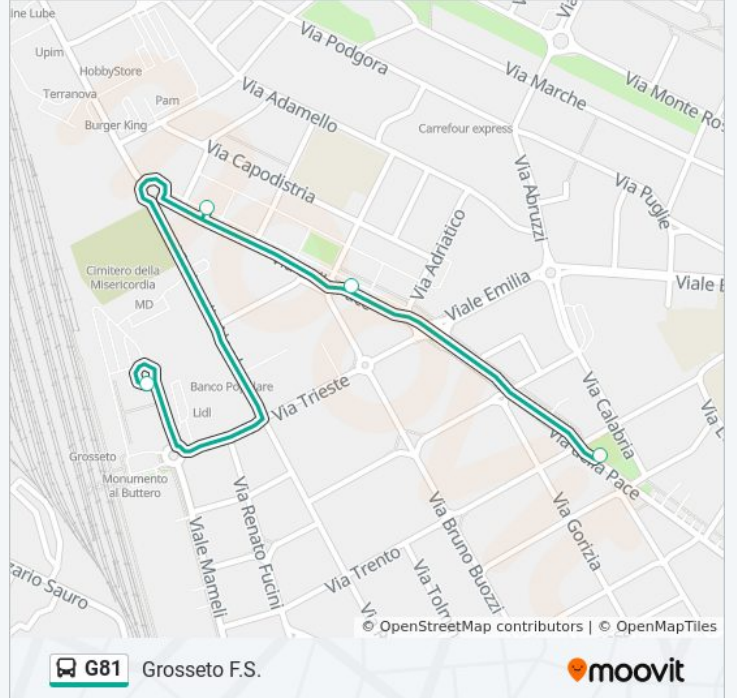 ine Lube
Upim
HobbyStore
Terranova
Pam
Burger King
Via Podgora
Via Adamello
Via Marche
Via Monte Ros
Carrefour express
Via Capodistria
Via Abruzzi
Via Puglie
Via Adriatico
Cimitero della
Misericordia
MD
Viale Emilia
Viale E
Banco Popolare
Lidl
Via Trieste
Via Calabria
Grosseto
Monumento
al Buttero
Via della Pace
Via Renato Fucini
Via Bruno Buozzi
Via Gorizia
Viale Mameli
Via Trento
Via Tolm
zario Sauro
© OpenStreetMap contributors | © OpenMapTiles
G81
Grosseto F.S.
moovit